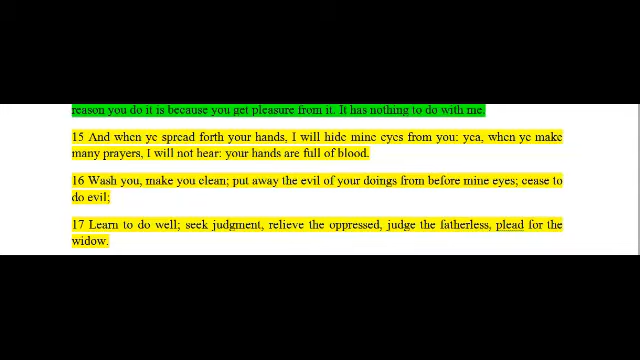 reason you do it is because you get pleasure from it. It has nothing to do with me.
15 And when ye spread forth your hands, I will hide mine eyes from you: yea, when ye make
many prayers, I will not hear: your hands are full of blood.
16 Wash you, make you clean; put away the evil of your doings from before mine eyes; cease to
do evil;
17 Learn to do well; seek judgment, relieve the oppressed, judge the fatherless, plead for the
widow.